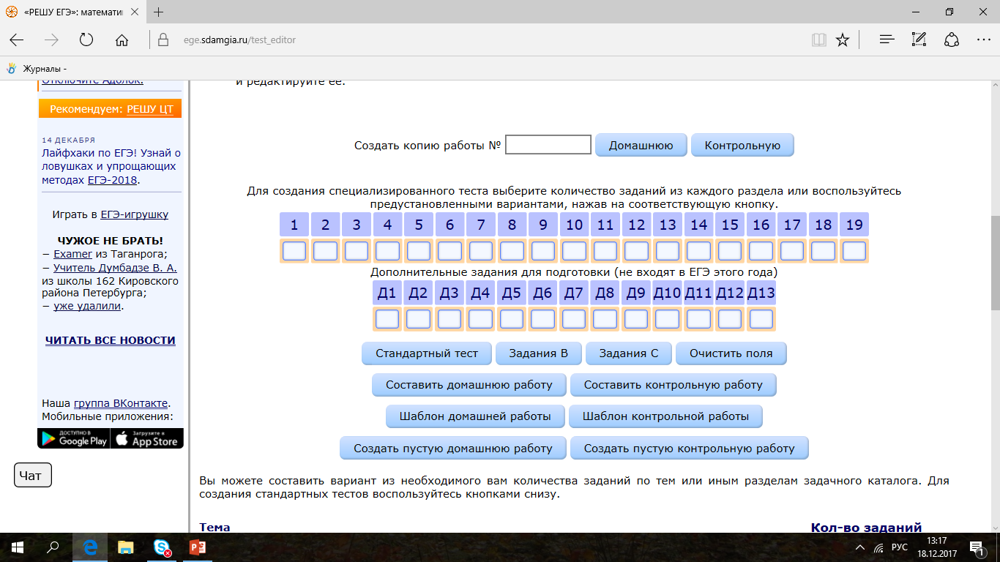 «РЕШУ ЕГЭ»: математи
ege.sdamgia.ru/test_editor
Журналы -
Отключите Адблок.
Рекомендуем: РЕШУ ЦТ
14 ДЕКАБРЯ
Лайфхаки по ЕГЭ! Узнай о
ловушках и упрощающих
методах ЕГЭ-2018.
Играть в ЕГЭ-игрушку
ЧУЖОЕ НЕ БРАТЬ!
− Examer из Таганрога;
− Учитель Думбадзе В. А.
из школы 162 Кировского
района Петербурга;
− уже удалили.
ЧИТАТЬ ВСЕ НОВОСТИ
Наша группа ВКонтакте.
Мобильные приложения:
ДОСТУПНО В
Google Play
Загрузите в
App Store
Чат
и редактируйте ее.
Создать копию работы № Домашнюю Контрольную
Для создания специализированного теста выберите количество заданий из каждого раздела или воспользуйтесь
предустановленными вариантами, нажав на соответствующую кнопку.
1 2 3 4 5 6 7 8 9 10 11 12 13 14 15 16 17 18 19
Дополнительные задания для подготовки (не входят в ЕГЭ этого года)
Д1 Д2 Д3 Д4 Д5 Д6 Д7 Д8 Д9 Д10 Д11 Д12 Д13
Стандартный тест Задания В Задания С Очистить поля
Составить домашнюю работу Составить контрольную работу
Шаблон домашней работы Шаблон контрольной работы
Создать пустую домашнюю работу Создать пустую контрольную работу
Вы можете составить вариант из необходимого вам количества заданий по тем или иным разделам задачного каталога. Для
создания стандартных тестов воспользуйтесь кнопками снизу.
Тема Кол-во заданий
РУС
13:17
18.12.2017
1